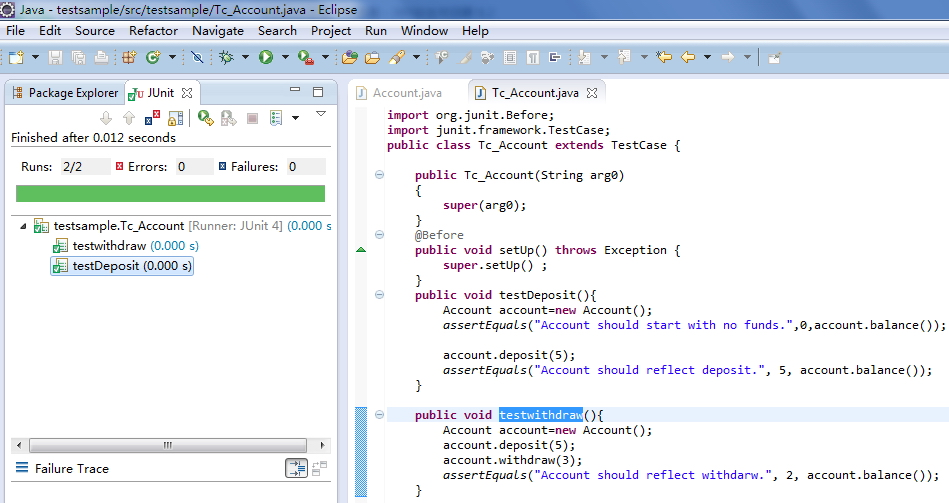 Java - testsample/src/testsample/Tc_Account.java - Eclipse
File Edit Source Refactor Navigate Search Project Run Window Help
Package Explorer JUnit
Finished after 0.012 seconds
Runs: 2/2 Errors: 0 Failures: 0
testsample.Tc_Account [Runner: JUnit 4] (0.000 s
testwithdraw (0.000 s)
testDeposit (0.000 s)
Failure Trace
Account.java Tc_Account.java
import org.junit.Before;
import junit.framework.TestCase;
public class Tc_Account extends TestCase {
public Tc_Account(String arg0)
{
super(arg0);
}
@Before
public void setUp() throws Exception {
super.setUp() ;
}
public void testDeposit(){
Account account=new Account();
assertEquals("Account should start with no funds.",0,account.balance());
account.deposit(5);
assertEquals("Account should reflect deposit.", 5, account.balance());
}
public void testwithdraw(){
Account account=new Account();
account.deposit(5);
account.withdraw(3);
assertEquals("Account should reflect withdarw.", 2, account.balance());
}